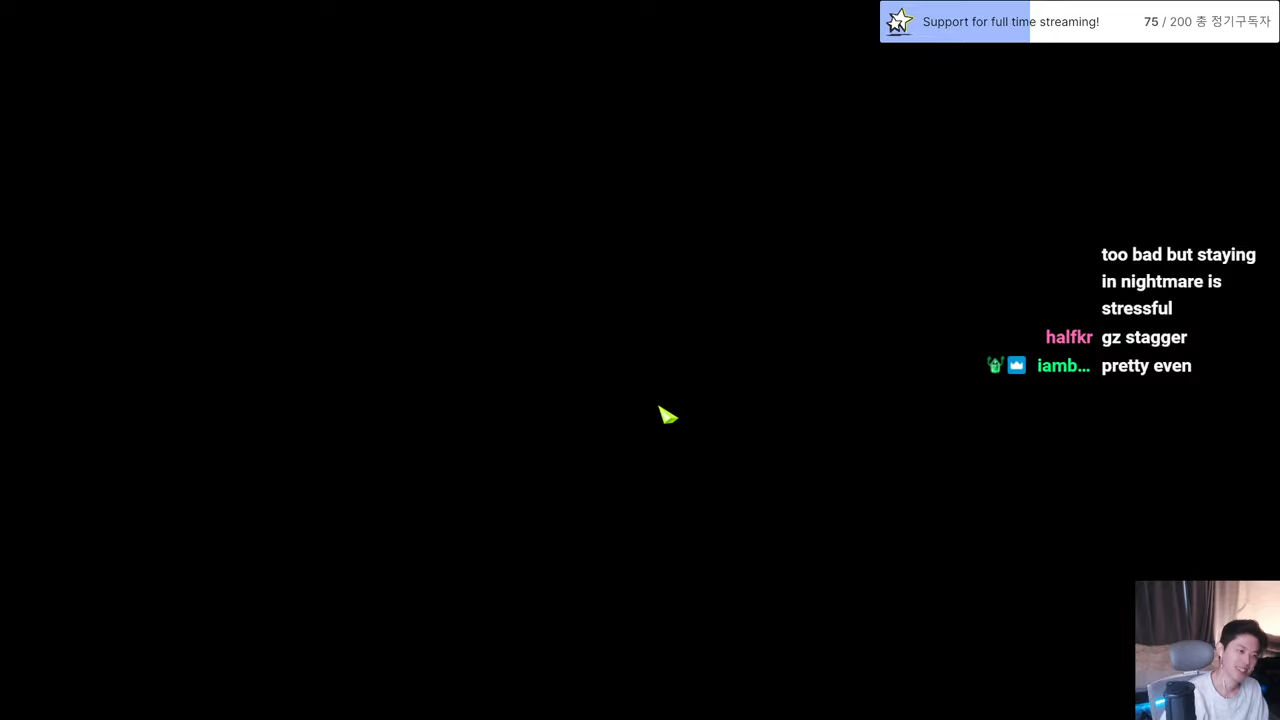 Support for full time streaming! 75 / 200 종 정기구독자
too bad but staying
in nightmare is
stressful
halfkr gz stagger
iamb... pretty even